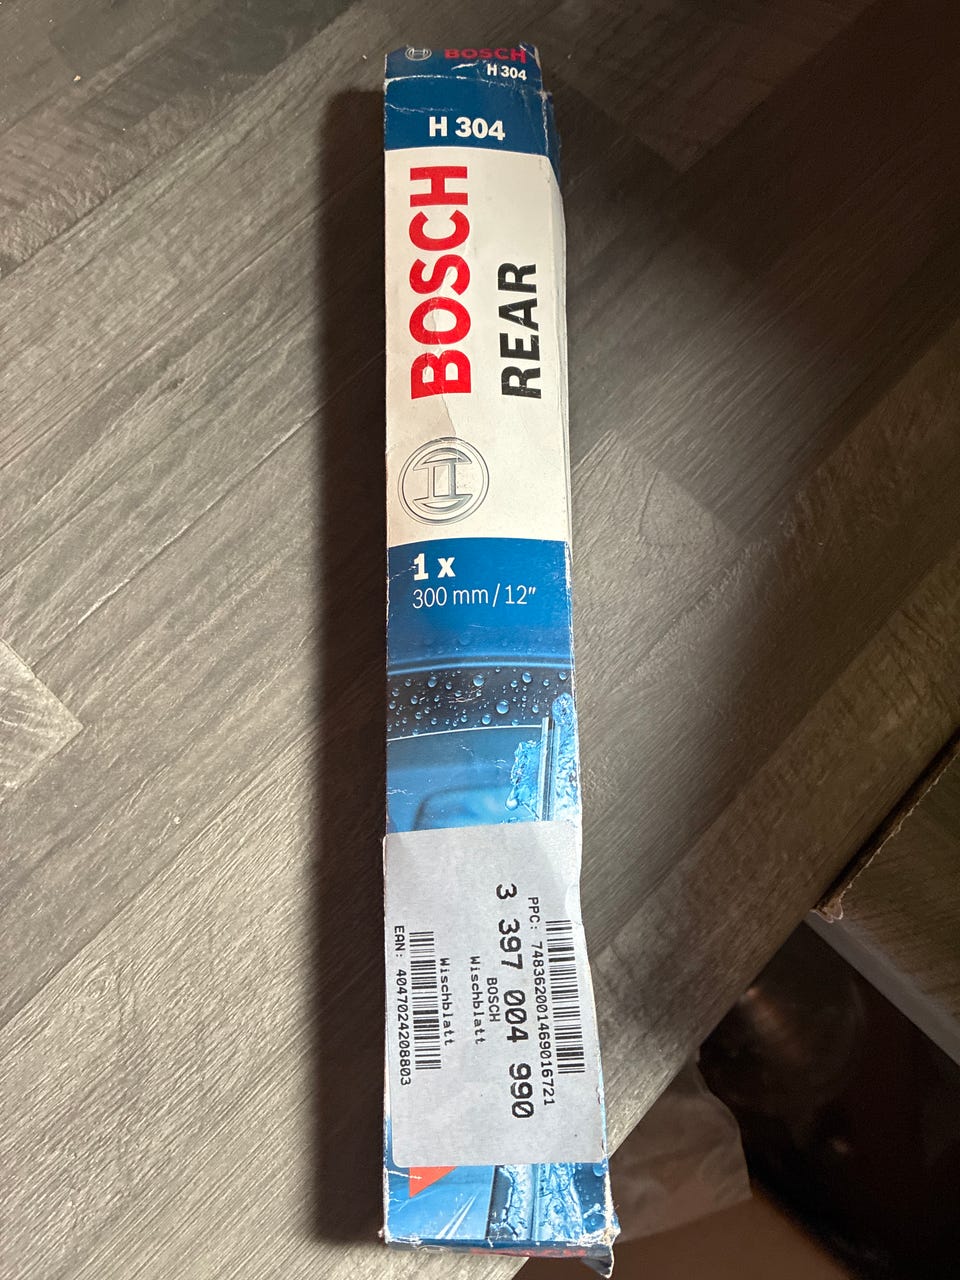 BOSCH
H 304
H 304
BOSCH
REAR
1 x
300 mm / 12"
PPC: 748362001469016721
3 397 004 990
BOSCH
Wischblatt
Wischblatt
EAN: 4047024208803
BOSCH